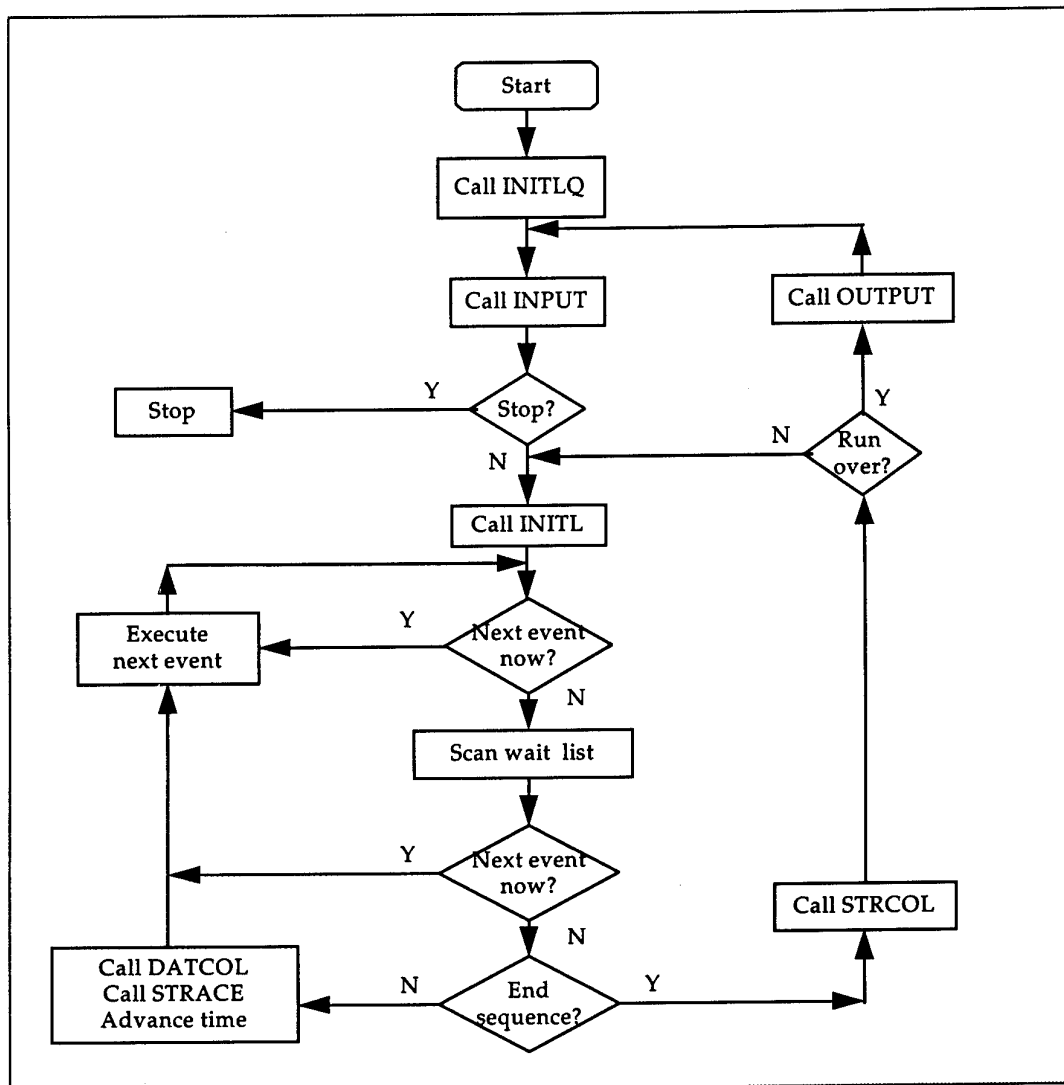 Start
Call INITLQ
Call INPUT
Call OUTPUT
Stop
Y
Stop?
Y
N
Run
over?
N
Call INITL
Execute
next event
Y
Next event
now?
N
Scan wait list
Y
Next event
now?
N
Call STRCOL
Call DATCOL
Call STRACE
Advance time
N
End
sequence?
Y